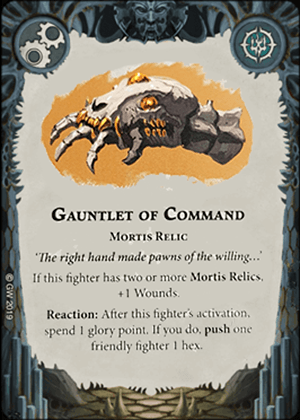 Gauntlet of Command
Mortis Relic
'The right hand made pawns of the willing...'
If this fighter has two or more Mortis Relics,
+1 Wounds.
Reaction: After this fighter's activation,
spend 1 glory point. If you do, push one
friendly fighter 1 hex.
© GW 2019